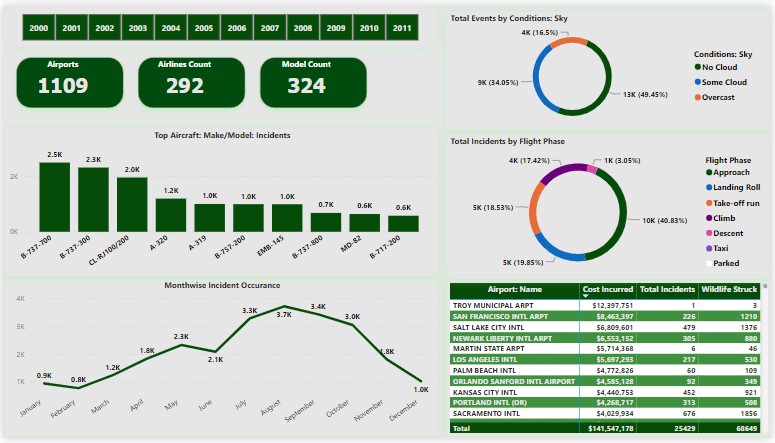 2000 2001 2002 2003 2004 2005 2006 2007 2008 2009 2010 2011
Airports
1109
Airlines Count
292
Model Count
324
Total Events by Conditions: Sky
4K (16.5%)
9K (34.05%)
13K (49.45%)
Conditions: Sky
No Cloud
Some Cloud
Overcast
Top Aircraft: Make/Model: Incidents
2K
0K
2.5K
2.3K
2.0K
1.2K
1.0K
1.0K
1.0K
0.7K
0.6K
0.6K
B-737-700
B-737-300
CL-RJ100/200
A-320
A-319
B-757-200
EMB-145
B-737-800
MD-82
B-717-200
Total Incidents by Flight Phase
4K (17.42%)
1K (3.05%)
5K (18.53%)
10K (40.83%)
5K (19.85%)
Flight Phase
Approach
Landing Roll
Take-off run
Climb
Descent
Taxi
Parked
Monthwise Incident Occurance
4K
3K
2K
1K
0.9K
0.8K
1.2K
1.8K
2.3K
2.1K
3.3K
3.7K
3.4K
3.0K
1.8K
1.0K
January
February
March
April
May
June
July
August
September
October
November
December
Airport: Name Cost Incurred Total Incidents Wildlife Struck
TROY MUNICIPAL ARPT $12,397,751 1 3
SAN FRANCISCO INTL ARPT $8,463,397 226 1210
SALT LAKE CITY INTL $6,809,601 479 1376
NEWARK LIBERTY INTL ARPT $6,553,152 305 880
MARTIN STATE ARPT $5,714,368 6 46
LOS ANGELES INTL $5,697,293 217 530
PALM BEACH INTL $4,772,826 60 109
ORLANDO SANFORD INTL AIRPORT $4,585,128 92 349
KANSAS CITY INTL $4,440,753 452 921
PORTLAND INTL (OR) $4,268,717 313 508
SACRAMENTO INTL $4,029,934 676 1856
Total $141,547,178 25429 68649